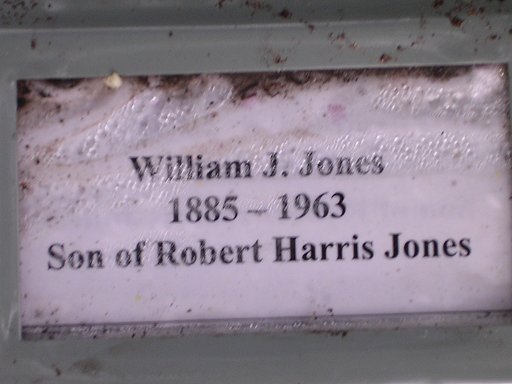 William J. Jones
1885 – 1963
Son of Robert Harris Jones